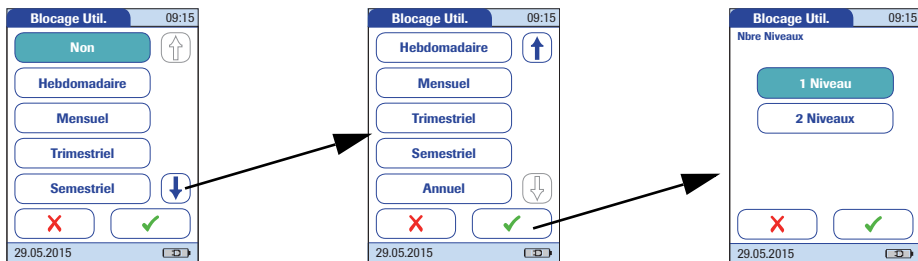 Blocage Util. 09:15
Non
Hebdomadaire
Mensuel
Trimestriel
Semestriel
29.05.2015
Blocage Util. 09:15
Hebdomadaire
Mensuel
Trimestriel
Semestriel
Annuel
29.05.2015
Blocage Util. 09:15
Nbre Niveaux
1 Niveau
2 Niveaux
29.05.2015